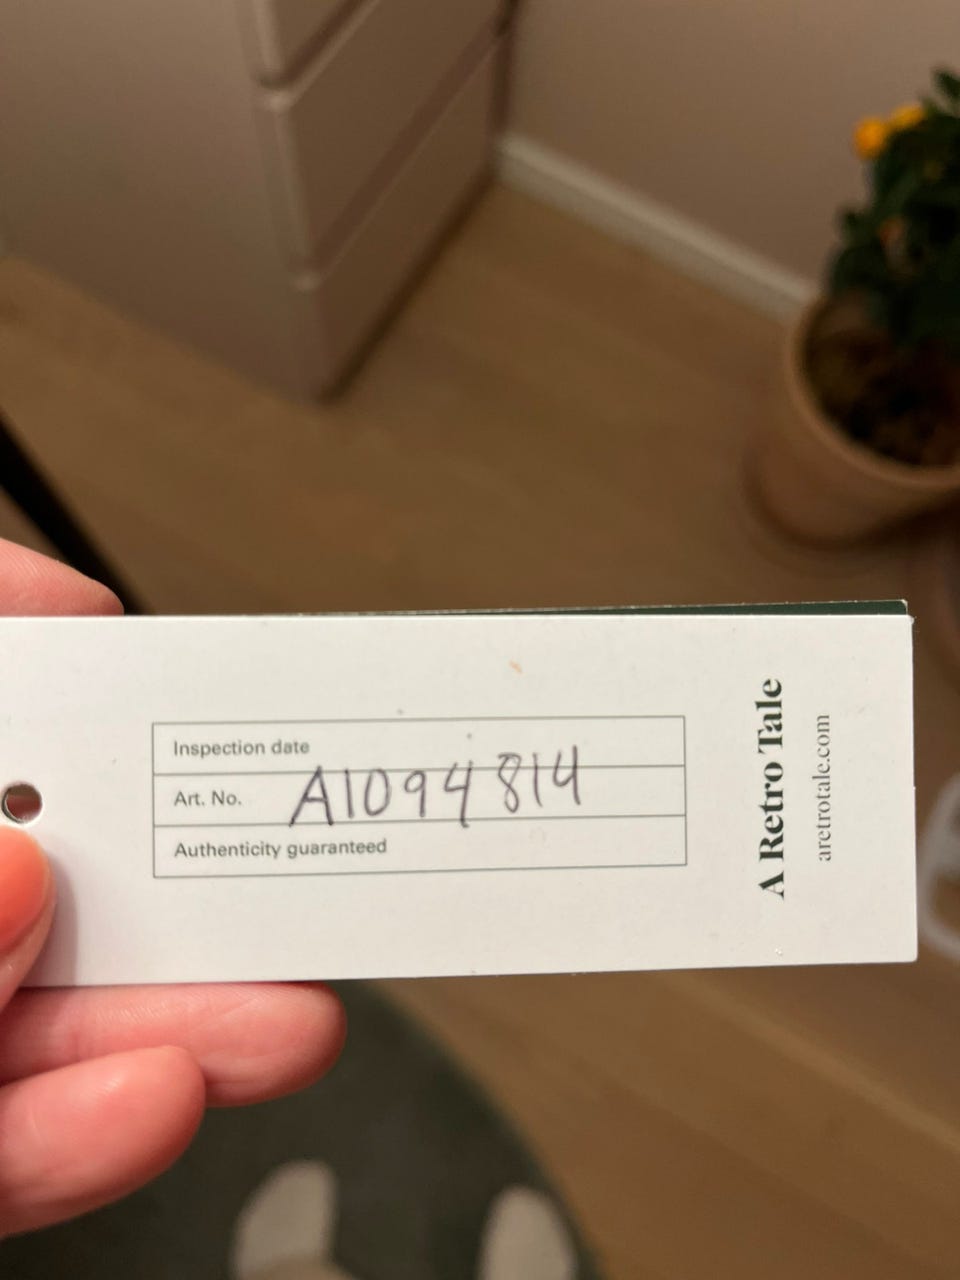 Inspection date
Art. No. A1094814
Authenticity guaranteed
A Retro Tale
aretrotale.com